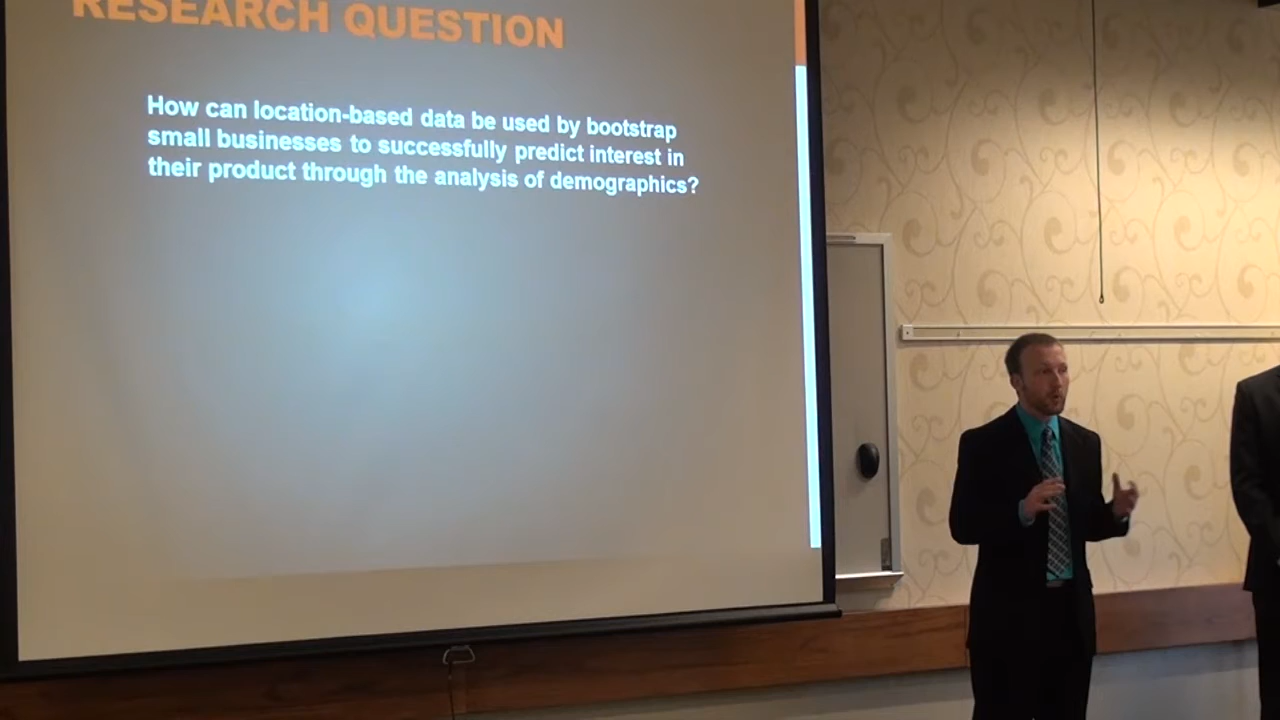 RESEARCH QUESTION
How can location-based data be used by bootstrap
small businesses to successfully predict interest in
their product through the analysis of demographics?